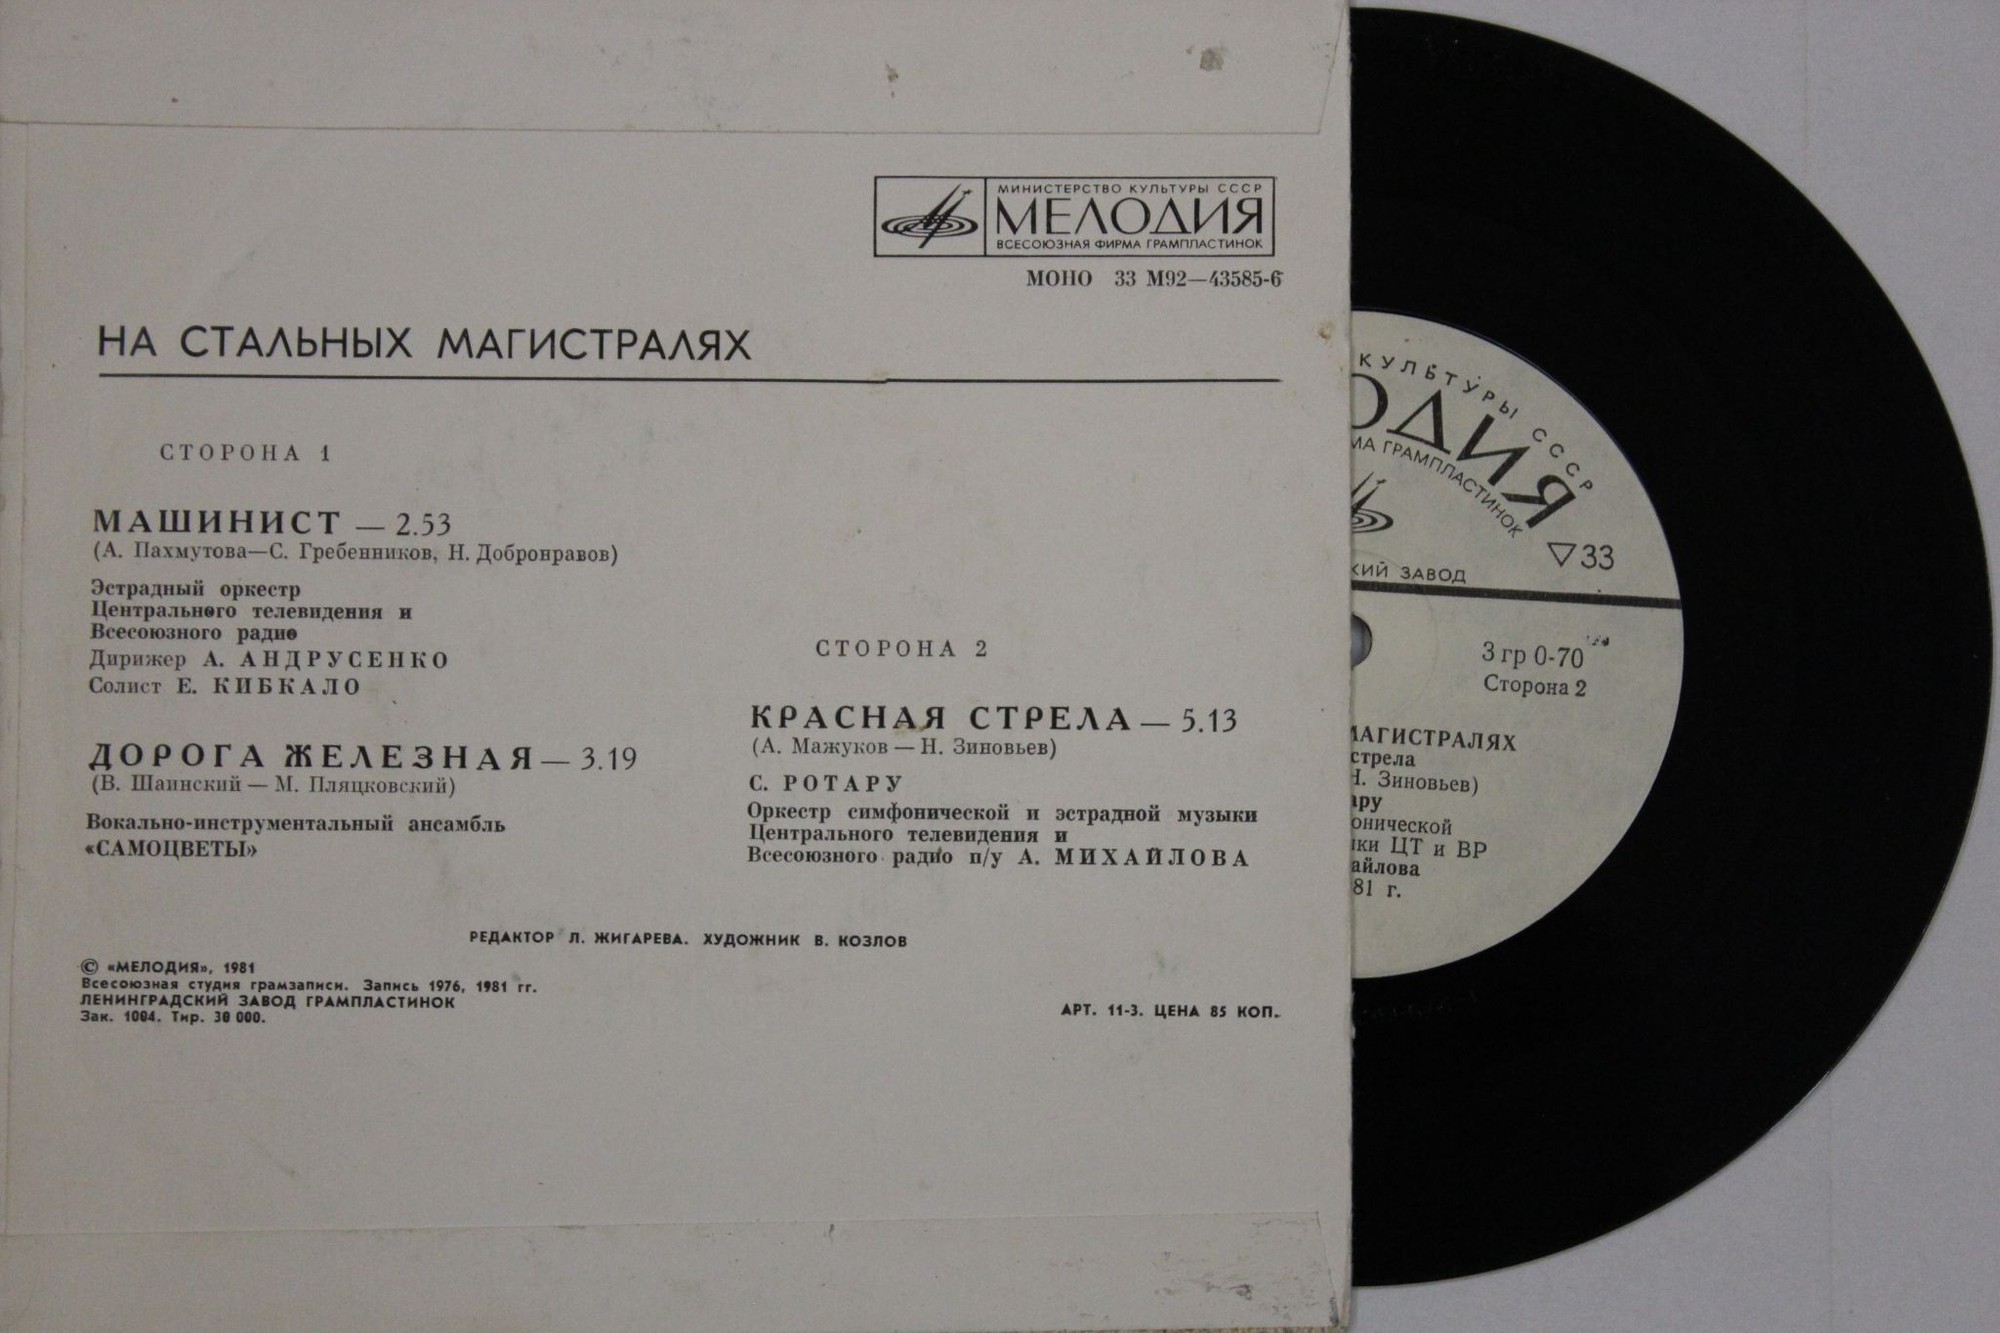 МИНИСТЕРСТВО КУЛЬТУРЫ СССР
МЕЛОДИЯ
ВСЕСОЮЗНАЯ ФИРМА ГРАМПЛАСТИНОК
МОНО 33 М92—43585-6
НА СТАЛЬНЫХ МАГИСТРАЛЯХ
СТОРОНА 1
МАШИНИСТ — 2.53
(А. Пахмутова—С. Гребенников, Н. Добронравов)
Эстрадный оркестр
Центрального телевидения и
Всесоюзного радио
Дирижер А. АНДРУСЕНКО
Солист Е. КИБКАЛО
ДОРОГА ЖЕЛЕЗНАЯ — 3.19
(В. Шаинский — М. Пляцковский)
Вокально-инструментальный ансамбль
«САМОЦВЕТЫ»
СТОРОНА 2
КРАСНАЯ СТРЕЛА — 5.13
(А. Мажуков — Н. Зиновьев)
С. РОТАРУ
Оркестр симфонической и эстрадной музыки
Центрального телевидения и
Всесоюзного радио п/у А. МИХАЙЛОВА
РЕДАКТОР Л. ЖИГАРЕВА. ХУДОЖНИК В. КОЗЛОВ
© «МЕЛОДИЯ», 1981
Всесоюзная студия грамзаписи. Запись 1976, 1981 гг.
ЛЕНИНГРАДСКИЙ ЗАВОД ГРАМПЛАСТИНОК
Зак. 1004. Тир. 30 000.
АРТ. 11-3. ЦЕНА 85 КОП.
КУЛЬТУРЫ СССР
ОДИЯ
МА ГРАМПЛАСТИНОК
▽33
КИЙ ЗАВОД
3 гр 0-70
Сторона 2
МАГИСТРАЛЯХ
стрела
Н. Зиновьев)
ару
онической
ки ЦТ и ВР
айлова
81 г.